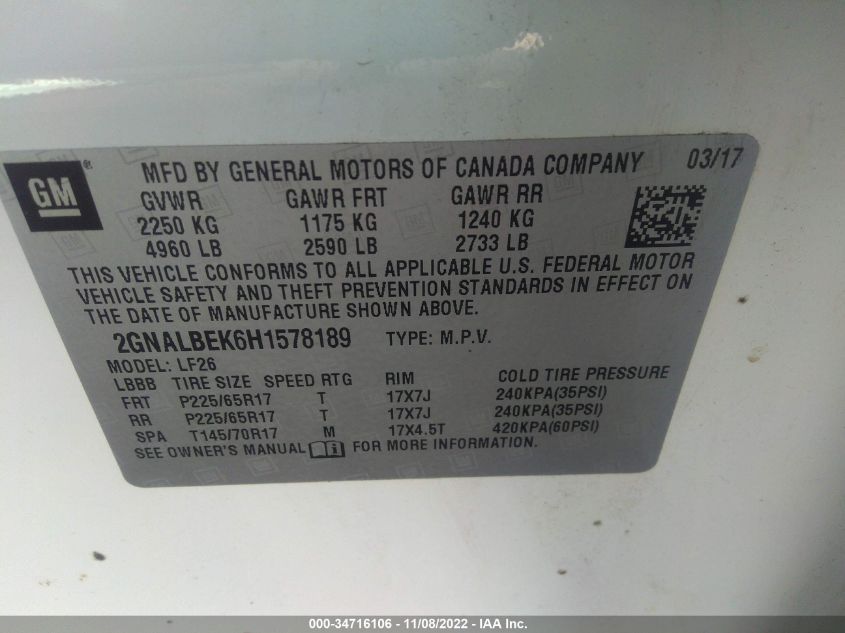 GM ® MFD BY GENERAL MOTORS OF CANADA COMPANY 03/17
GVWR GAWR FRT GAWR RR
2250 KG 1175 KG 1240 KG
4960 LB 2590 LB 2733 LB
THIS VEHICLE CONFORMS TO ALL APPLICABLE U.S. FEDERAL MOTOR
VEHICLE SAFETY AND THEFT PREVENTION STANDARDS IN EFFECT ON
THE DATE OF MANUFACTURE SHOWN ABOVE.
2GNALBEK6H1578189 TYPE: M.P.V.
MODEL: LF26
LBBB TIRE SIZE SPEED RTG RIM COLD TIRE PRESSURE
FRT P225/65R17 T 17X7J 240KPA(35PSI)
RR P225/65R17 T 17X7J 240KPA(35PSI)
SPA T145/70R17 M 17X4.5T 420KPA(60PSI)
SEE OWNER'S MANUAL FOR MORE INFORMATION.
000-34716106 - 11/08/2022 - IAA Inc.